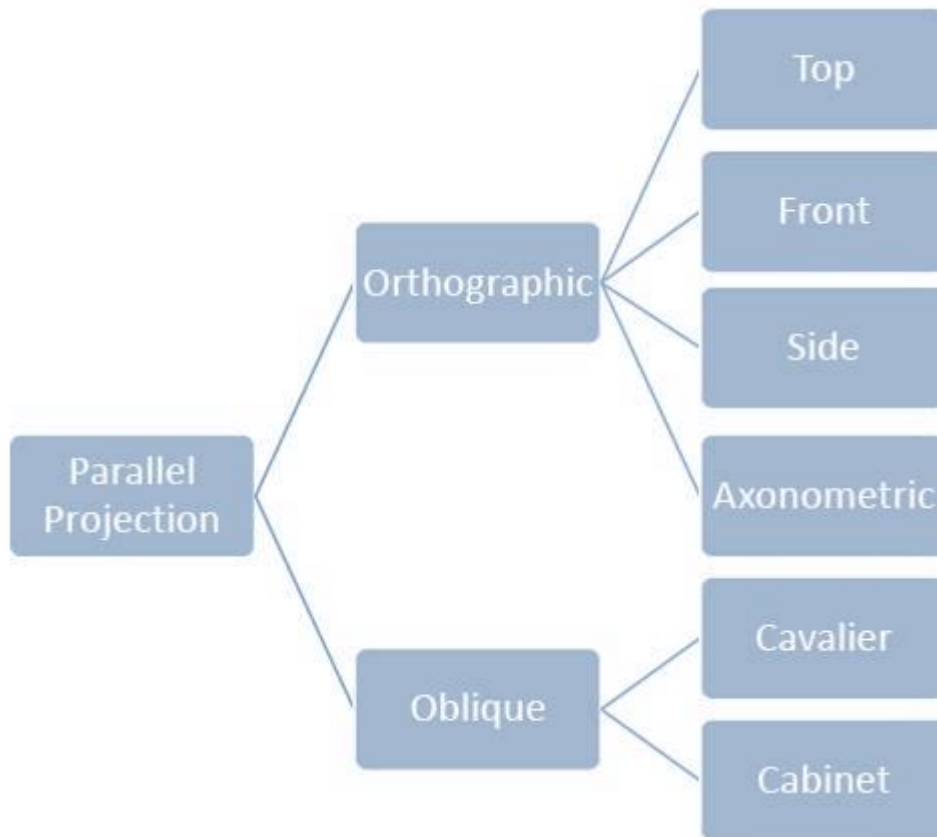 Top
Front
Orthographic
Side
Parallel
Projection
Axonometric
Cavalier
Oblique
Cabinet